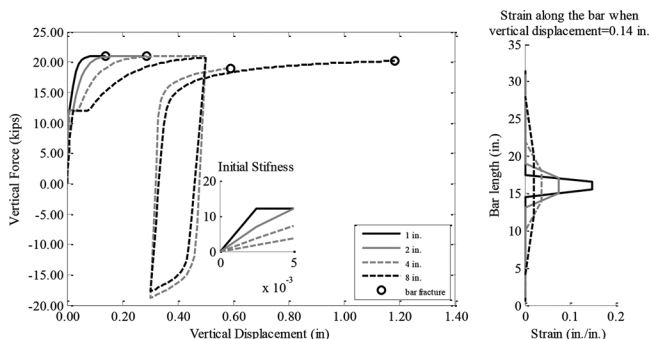 Strain along the bar when
vertical displacement=0.14 in.
25.00
20.00
15.00
10.00
5.00
0.00
-5.00
-10.00
-15.00
-20.00
Vertical Force (kips)
0.00 0.20 0.40 0.60 0.80 1.00 1.20 1.40
Vertical Displacement (in)
Initial Stifness
20
10
0
0 5
x 10-3
1 in.
2 in.
4 in.
8 in.
bar fracture
35
30
25
20
15
10
5
0
Bar length (in.)
0 0.1 0.2
Strain (in./in.)